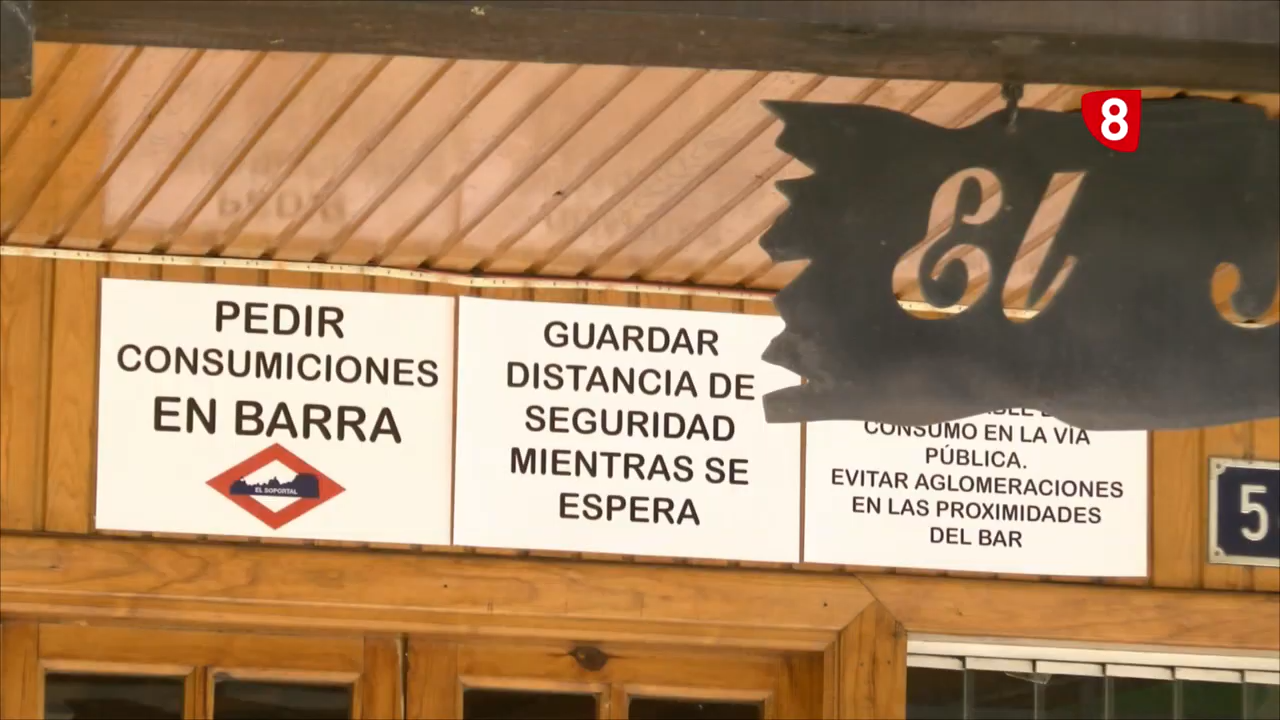 8
El
PEDIR
CONSUMICIONES
EN BARRA
EL SOPORTAL
GUARDAR
DISTANCIA DE
SEGURIDAD
MIENTRAS SE
ESPERA
CONSUMO EN LA VÍA
PÚBLICA.
EVITAR AGLOMERACIONES
EN LAS PROXIMIDADES
DEL BAR
5